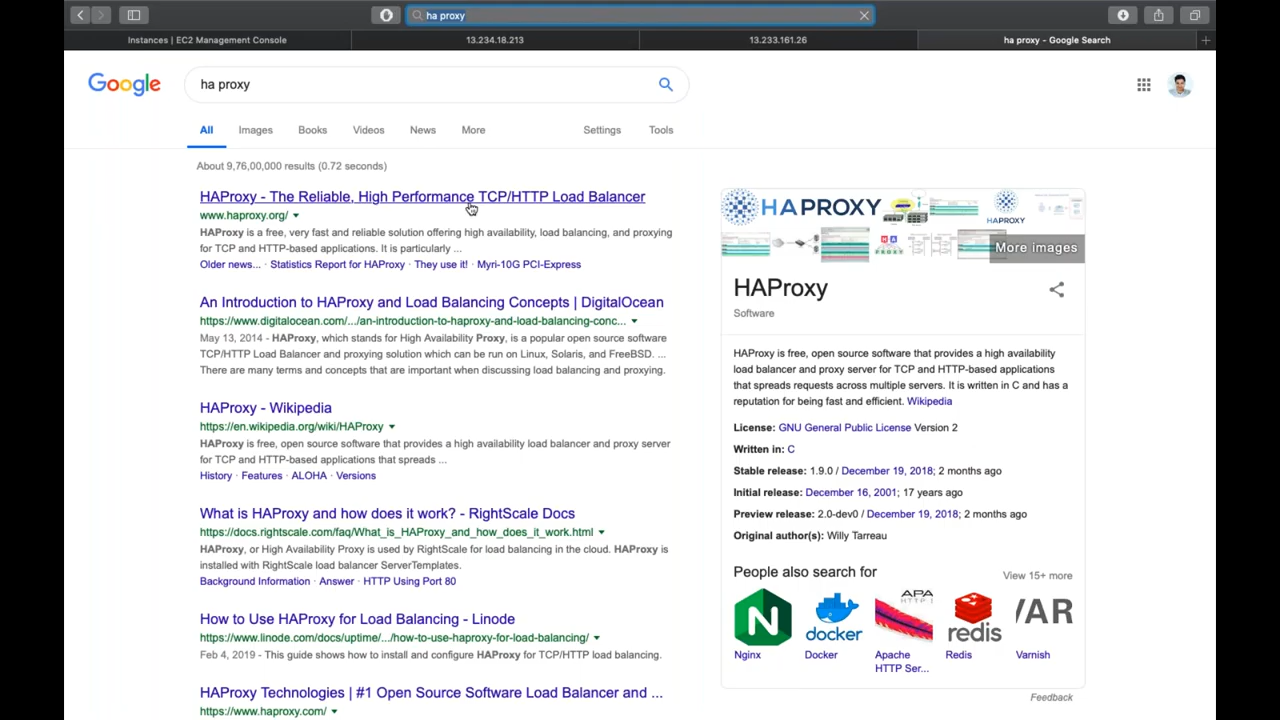 ha proxy
Instances | EC2 Management Console
13.234.18.213
13.233.161.26
ha proxy - Google Search
Google
ha proxy
All
Images
Books
Videos
News
More
Settings
Tools
About 9,76,00,000 results (0.72 seconds)
HAProxy - The Reliable, High Performance TCP/HTTP Load Balancer
www.haproxy.org/
HAProxy is a free, very fast and reliable solution offering high availability, load balancing, and proxying
for TCP and HTTP-based applications. It is particularly ...
Older news... · Statistics Report for HAProxy · They use it! · Myri-10G PCI-Express
An Introduction to HAProxy and Load Balancing Concepts | DigitalOcean
https://www.digitalocean.com/.../an-introduction-to-haproxy-and-load-balancing-conc...
May 13, 2014 - HAProxy, which stands for High Availability Proxy, is a popular open source software
TCP/HTTP Load Balancer and proxying solution which can be run on Linux, Solaris, and FreeBSD. ...
There are many terms and concepts that are important when discussing load balancing and proxying.
HAProxy - Wikipedia
https://en.wikipedia.org/wiki/HAProxy
HAProxy is free, open source software that provides a high availability load balancer and proxy server
for TCP and HTTP-based applications that spreads ...
History · Features · ALOHA · Versions
What is HAProxy and how does it work? - RightScale Docs
https://docs.rightscale.com/faq/What_is_HAProxy_and_how_does_it_work.html
HAProxy, or High Availability Proxy is used by RightScale for load balancing in the cloud. HAProxy is
installed with RightScale load balancer ServerTemplates.
Background Information · Answer · HTTP Using Port 80
How to Use HAProxy for Load Balancing - Linode
https://www.linode.com/docs/uptime/.../how-to-use-haproxy-for-load-balancing/
Feb 4, 2019 - This guide shows how to install and configure HAProxy for TCP/HTTP load balancing.
HAProxy Technologies | #1 Open Source Software Load Balancer and ...
https://www.haproxy.com/
HAPROXY
HAPROXY
More images
HAProxy
Software
HAProxy is free, open source software that provides a high availability
load balancer and proxy server for TCP and HTTP-based applications
that spreads requests across multiple servers. It is written in C and has a
reputation for being fast and efficient. Wikipedia
License: GNU General Public License Version 2
Written in: C
Stable release: 1.9.0 / December 19, 2018; 2 months ago
Initial release: December 16, 2001; 17 years ago
Preview release: 2.0-dev0 / December 19, 2018; 2 months ago
Original author(s): Willy Tarreau
People also search for
View 15+ more
N
docker
APA
HTTP
redis
VAR
Nginx
Docker
Apache
HTTP Ser...
Redis
Varnish
Feedback